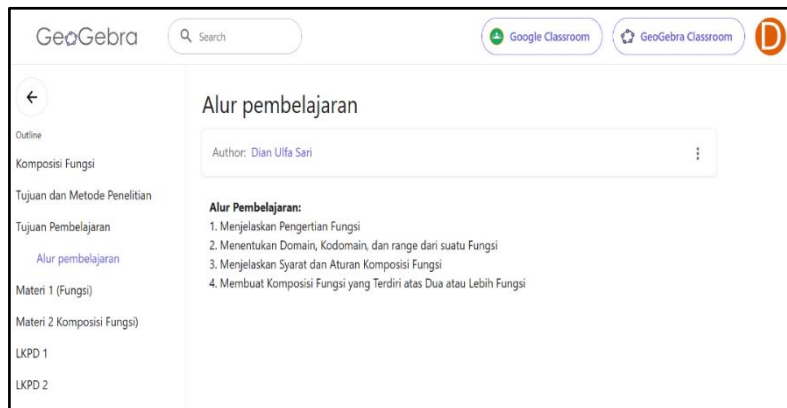 GeoGebra
Search
Google Classroom
GeoGebra Classroom
D
Outline
Komposisi Fungsi
Tujuan dan Metode Penelitian
Tujuan Pembelajaran
Alur pembelajaran
Materi 1 (Fungsi)
Materi 2 Komposisi Fungsi)
LKPD 1
LKPD 2
Alur pembelajaran
Author: Dian Ulfa Sari
Alur Pembelajaran:
1. Menjelaskan Pengertian Fungsi
2. Menentukan Domain, Kodomain, dan range dari suatu Fungsi
3. Menjelaskan Syarat dan Aturan Komposisi Fungsi
4. Membuat Komposisi Fungsi yang Terdiri atas Dua atau Lebih Fungsi